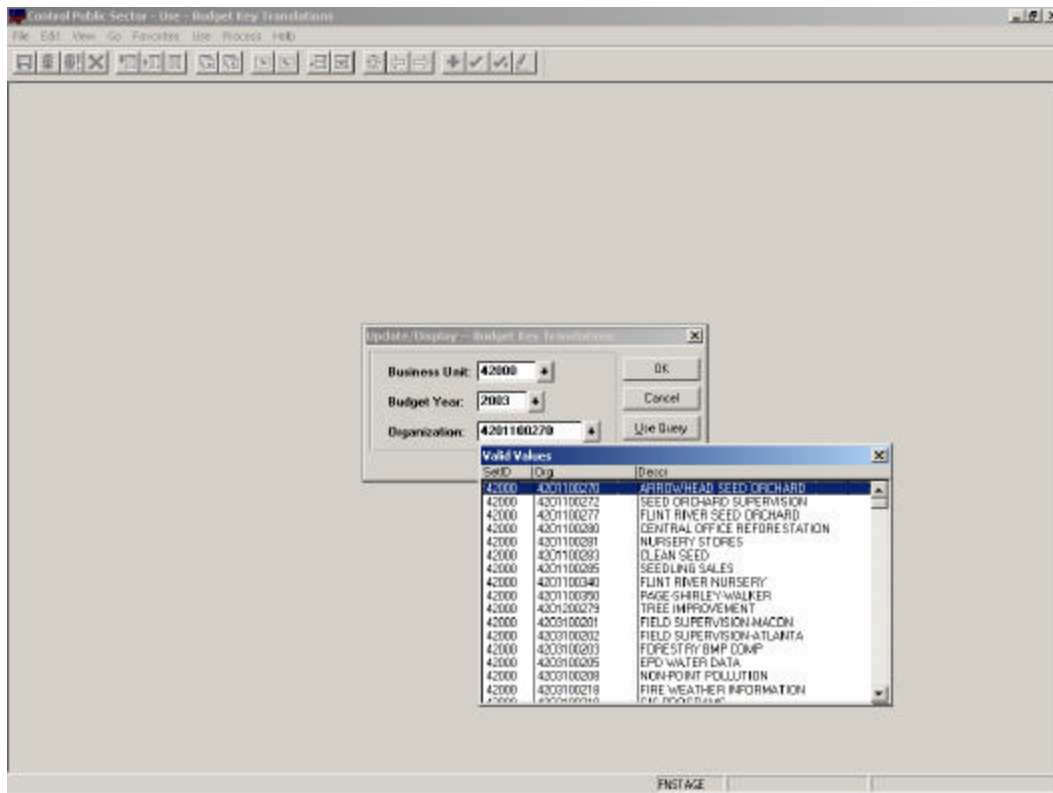 Control Public Sector - Use - Budget Key Translations
File Edit View Go Favorites Use Process Help
Update/Display -- Budget Key Translations
Business Unit: 42000
OK
Budget Year: 2003
Cancel
Organization: 4201100270
Use Query
Valid Values
SetID Org Descr
42000 4201100270 ARROWHEAD SEED ORCHARD
42000 4201100272 SEED ORCHARD SUPERVISION
42000 4201100277 FLINT RIVER SEED ORCHARD
42000 4201100280 CENTRAL OFFICE REFORESTATION
42000 4201100281 NURSERY STORES
42000 4201100283 CLEAN SEED
42000 4201100285 SEEDLING SALES
42000 4201100340 FLINT RIVER NURSERY
42000 4201100350 PAGE-SHIRLEY-WALKER
42000 4201200279 TREE IMPROVEMENT
42000 4203100201 FIELD SUPERVISION-MACON
42000 4203100202 FIELD SUPERVISION-ATLANTA
42000 4203100203 FORESTRY BMP COMP
42000 4203100205 EPD WATER DATA
42000 4203100208 NON-POINT POLLUTION
42000 4203100218 FIRE WEATHER INFORMATION
FNSTAGE